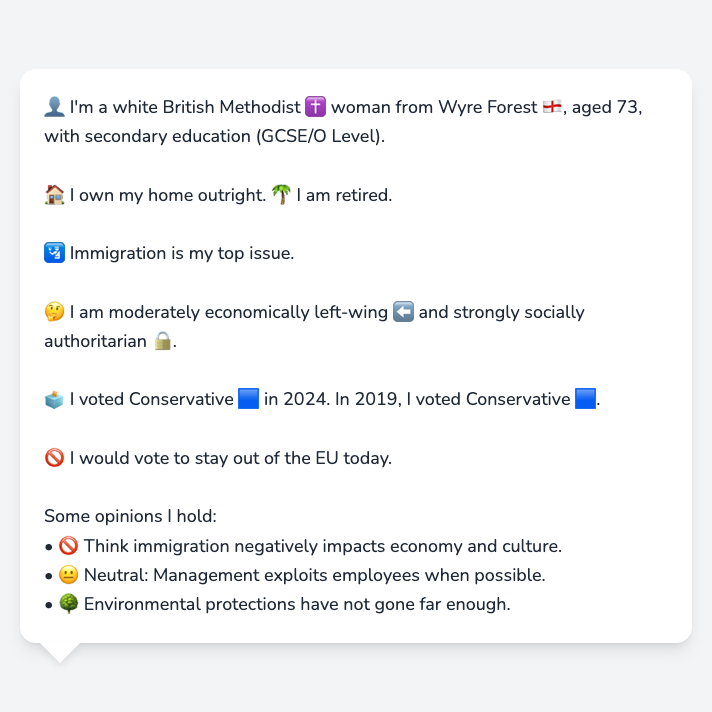 👤 I'm a white British Methodist ✝️ woman from Wyre Forest 🏴󠁧󠁢󠁥󠁮󠁧󠁿, aged 73,
with secondary education (GCSE/O Level).
🏠 I own my home outright. 🌴 I am retired.
🛂 Immigration is my top issue.
🤔 I am moderately economically left-wing ⬅️ and strongly socially
authoritarian 🔒.
🗳️ I voted Conservative 🟦 in 2024. In 2019, I voted Conservative 🟦.
🚫 I would vote to stay out of the EU today.
Some opinions I hold:
• 🚫 Think immigration negatively impacts economy and culture.
• 😐 Neutral: Management exploits employees when possible.
• 🌳 Environmental protections have not gone far enough.